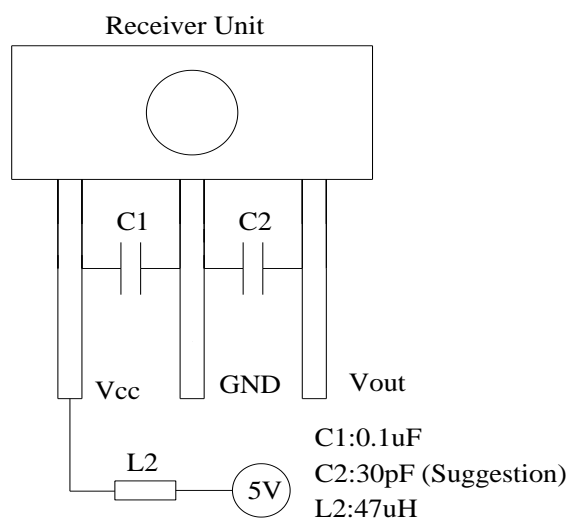 Receiver Unit
C1
C2
Vcc
GND
Vout
L2
5V
C1:0.1uF
C2:30pF (Suggestion)
L2:47uH